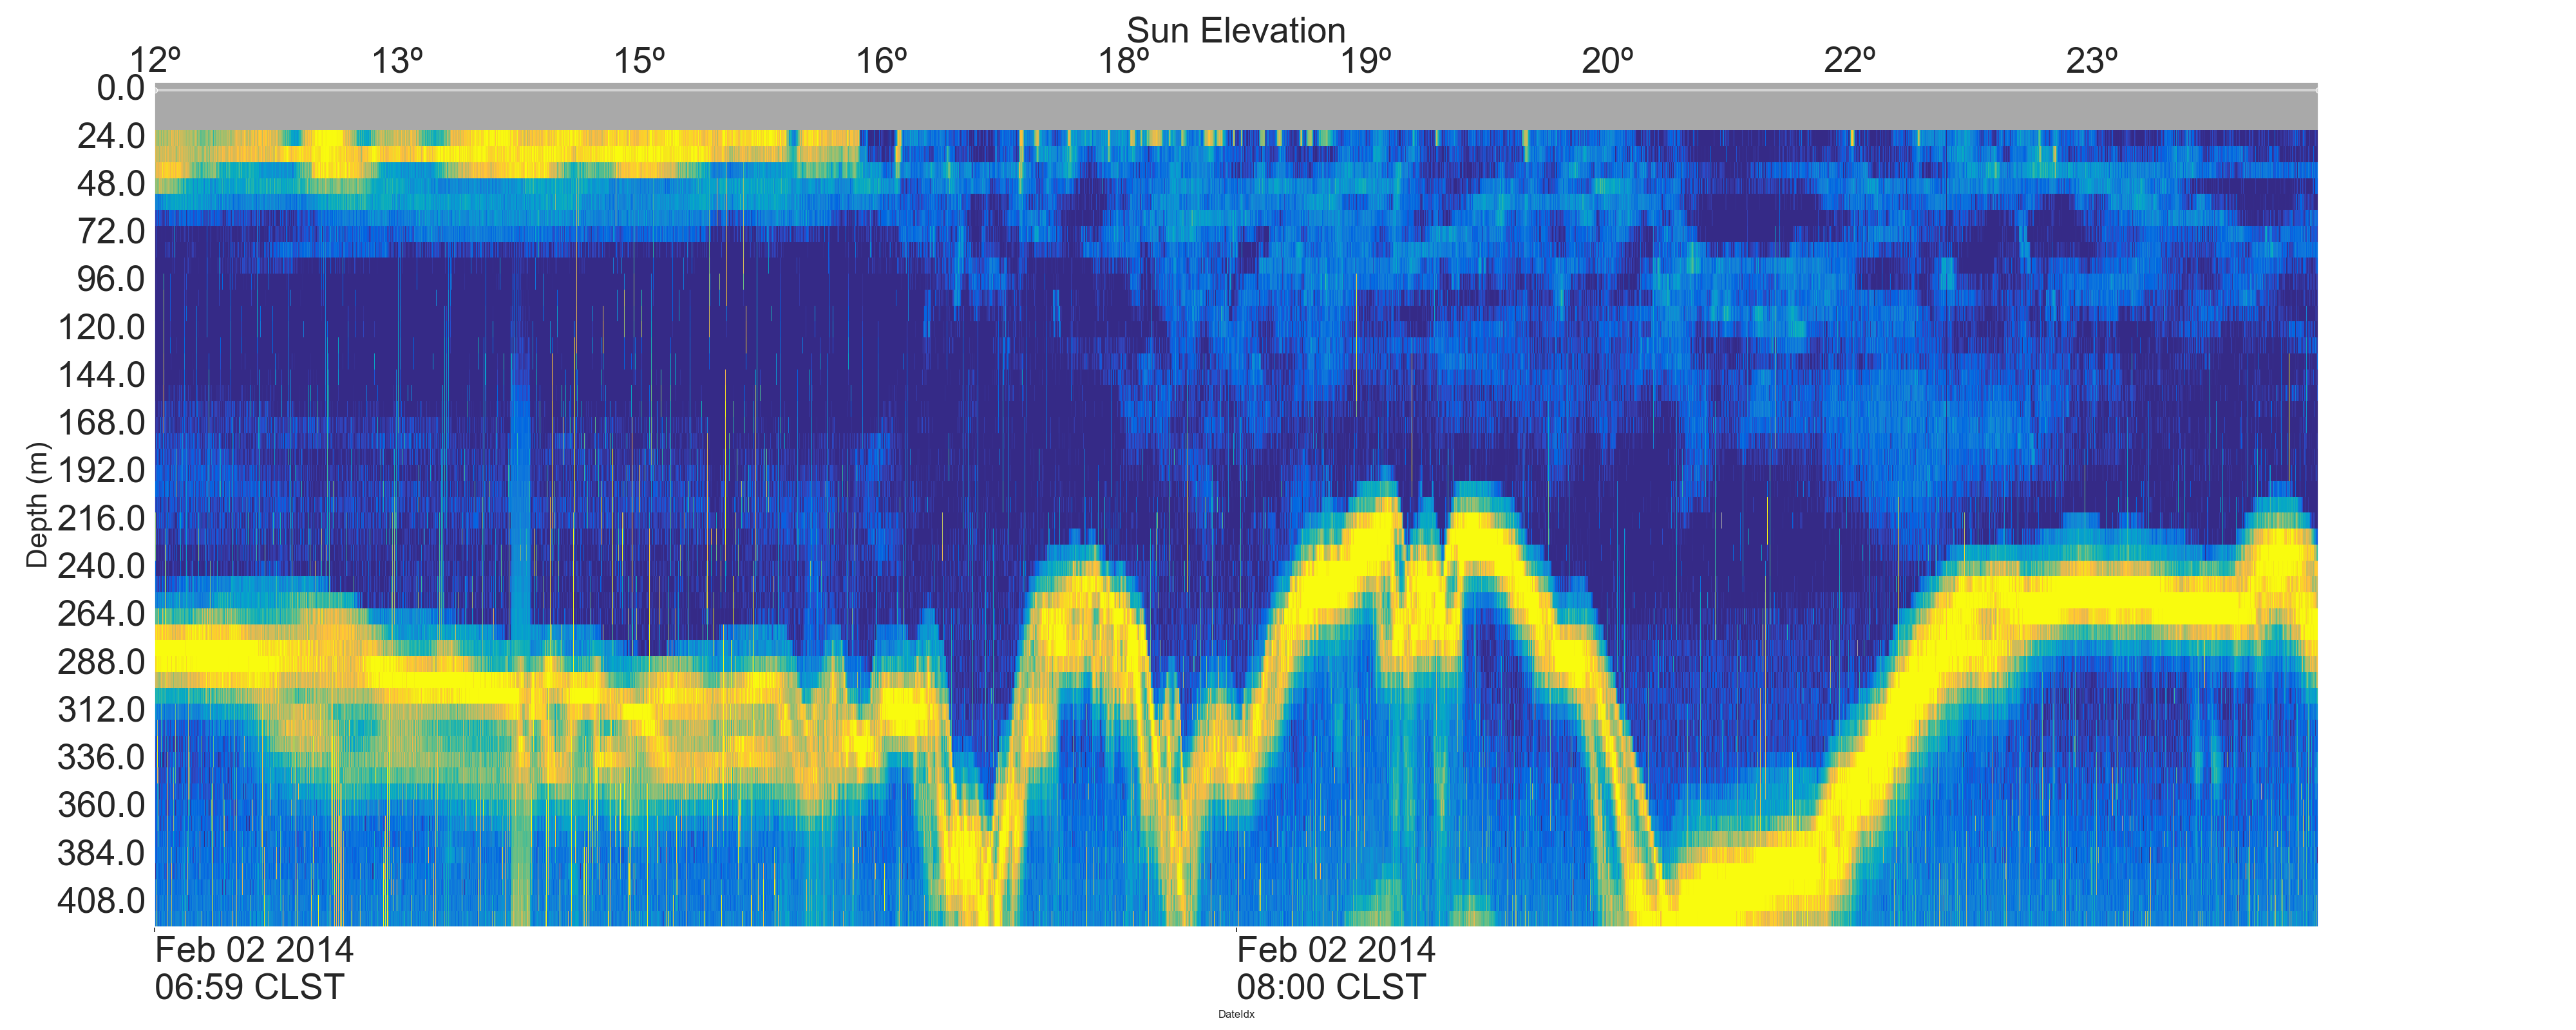 Sun Elevation
12º 13º 15º 16º 18º 19º 20º 22º 23º
0.0
24.0
48.0
72.0
96.0
120.0
144.0
168.0
192.0
216.0
240.0
264.0
288.0
312.0
336.0
360.0
384.0
408.0
Depth (m)
Feb 02 2014
06:59 CLST
Feb 02 2014
08:00 CLST
DateIdx